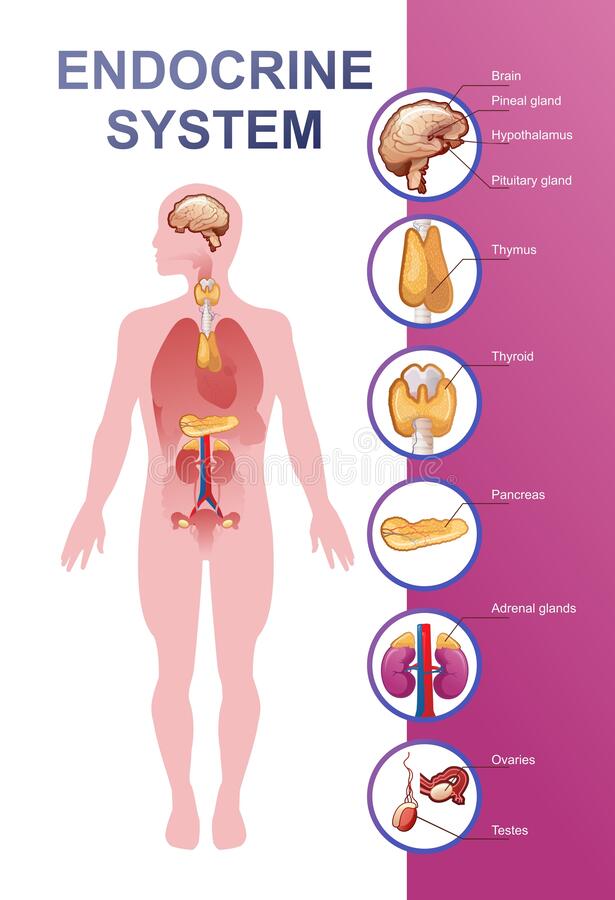 ENDOCRINE
SYSTEM
Brain
Pineal gland
Hypothalamus
Pituitary gland
Thymus
Thyroid
Pancreas
Adrenal glands
Ovaries
Testes
dreamstime